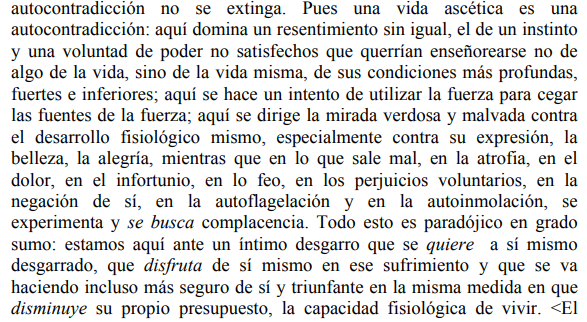 autocontradicción no se extinga. Pues una vida ascética es una
autocontradicción: aquí domina un resentimiento sin igual, el de un instinto
y una voluntad de poder no satisfechos que querrían enseñorearse no de
algo de la vida, sino de la vida misma, de sus condiciones más profundas,
fuertes e inferiores; aquí se hace un intento de utilizar la fuerza para cegar
las fuentes de la fuerza; aquí se dirige la mirada verdosa y malvada contra
el desarrollo fisiológico mismo, especialmente contra su expresión, la
belleza, la alegría, mientras que en lo que sale mal, en la atrofia, en el
dolor, en el infortunio, en lo feo, en los perjuicios voluntarios, en la
negación de sí, en la autoflagelación y en la autoinmolación, se
experimenta y se busca complacencia. Todo esto es paradójico en grado
sumo: estamos aquí ante un íntimo desgarro que se quiere a sí mismo
desgarrado, que disfruta de sí mismo en ese sufrimiento y que se va
haciendo incluso más seguro de sí y triunfante en la misma medida en que
disminuye su propio presupuesto, la capacidad fisiológica de vivir. <El